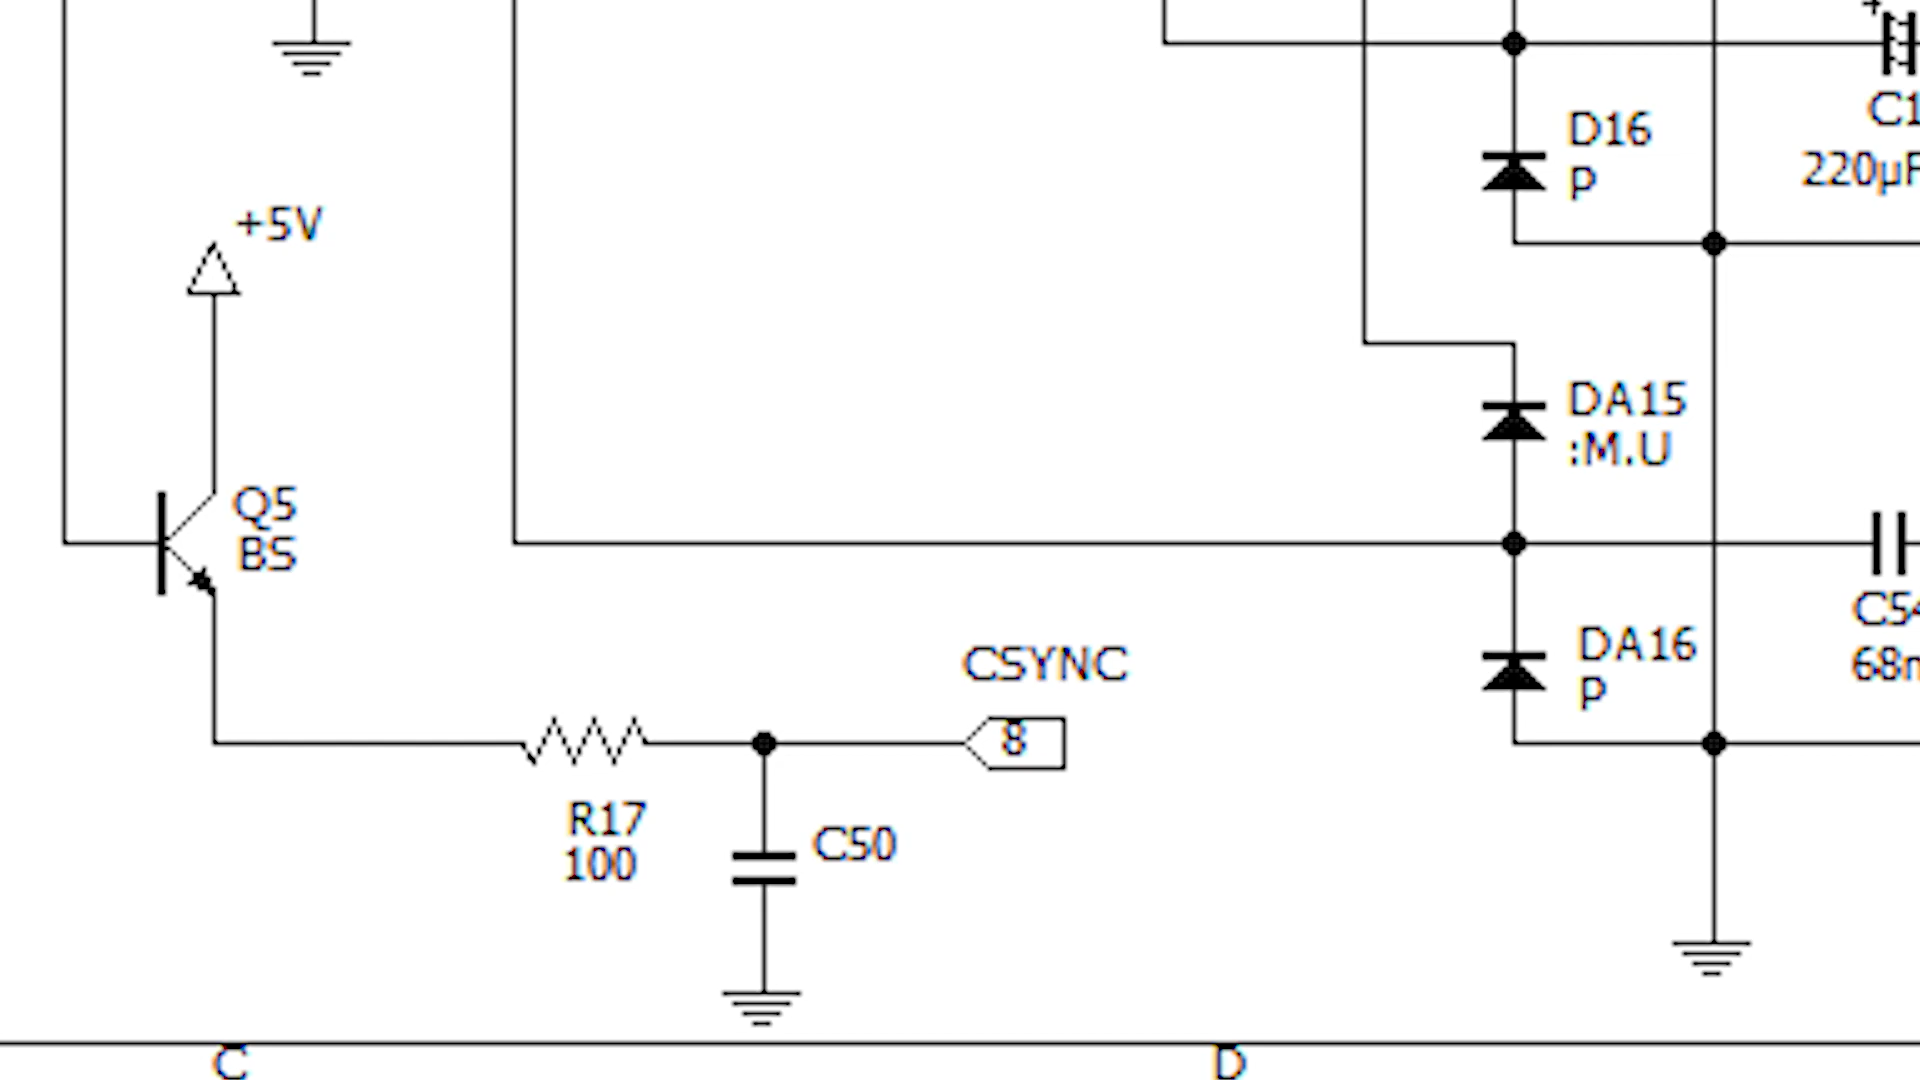 +
C1
220µF
D16
P
+5V
DA15
:M.U
Q5
BS
C54
68n
CSYNC
8
DA16
P
R17
100
C50
C
D